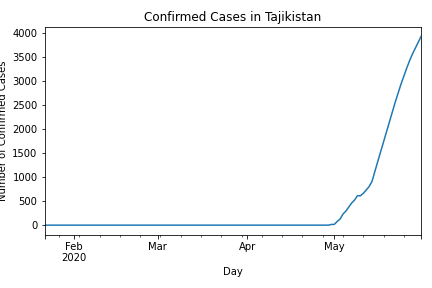 Confirmed Cases in Tajikistan
Number of Confirmed Cases
4000
3500
3000
2500
2000
1500
1000
500
0
Feb Mar Apr May
2020
Day